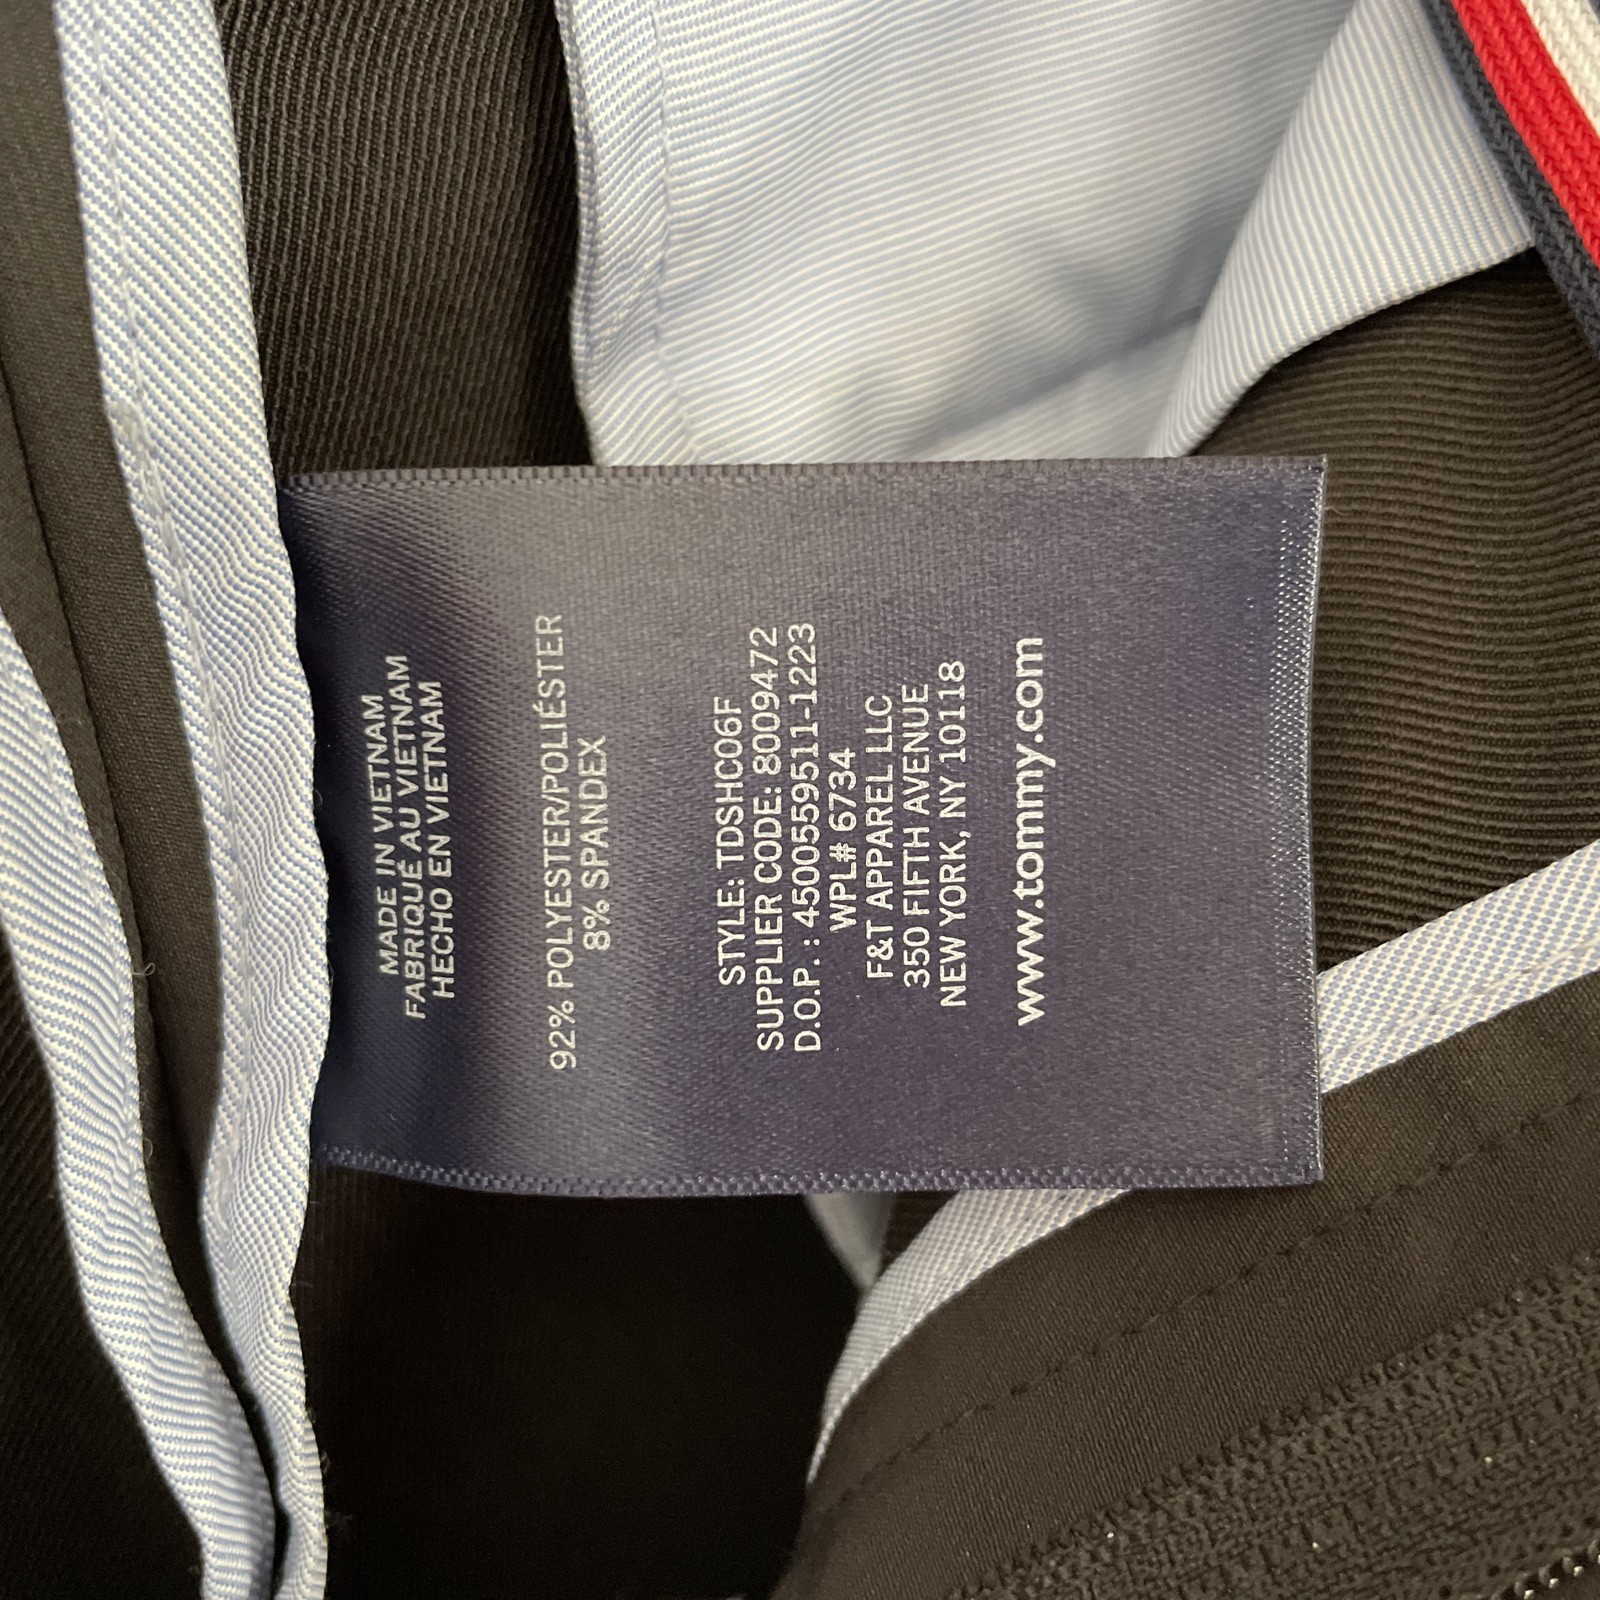 MADE IN VIETNAM
FABRIQUÉ AU VIETNAM
HECHO EN VIETNAM
92% POLYESTER/POLIÉSTER
8% SPANDEX
STYLE: TDSHC06F
SUPPLIER CODE: 8009472
D.O.P. : 4500559511-1223
WPL# 6734
F&T APPAREL LLC
350 FIFTH AVENUE
NEW YORK, NY 10118
www.tommy.com